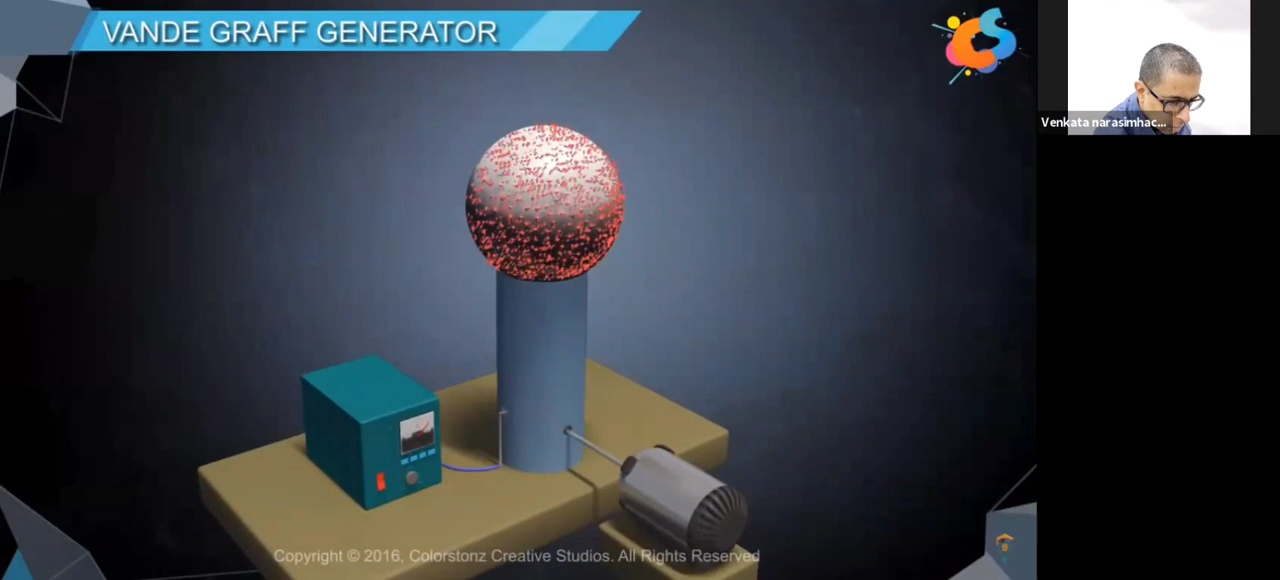 VANDE GRAFF GENERATOR
Venkata narasimhac...
Copyright © 2016, Colorstonz Creative Studios. All Rights Reserved